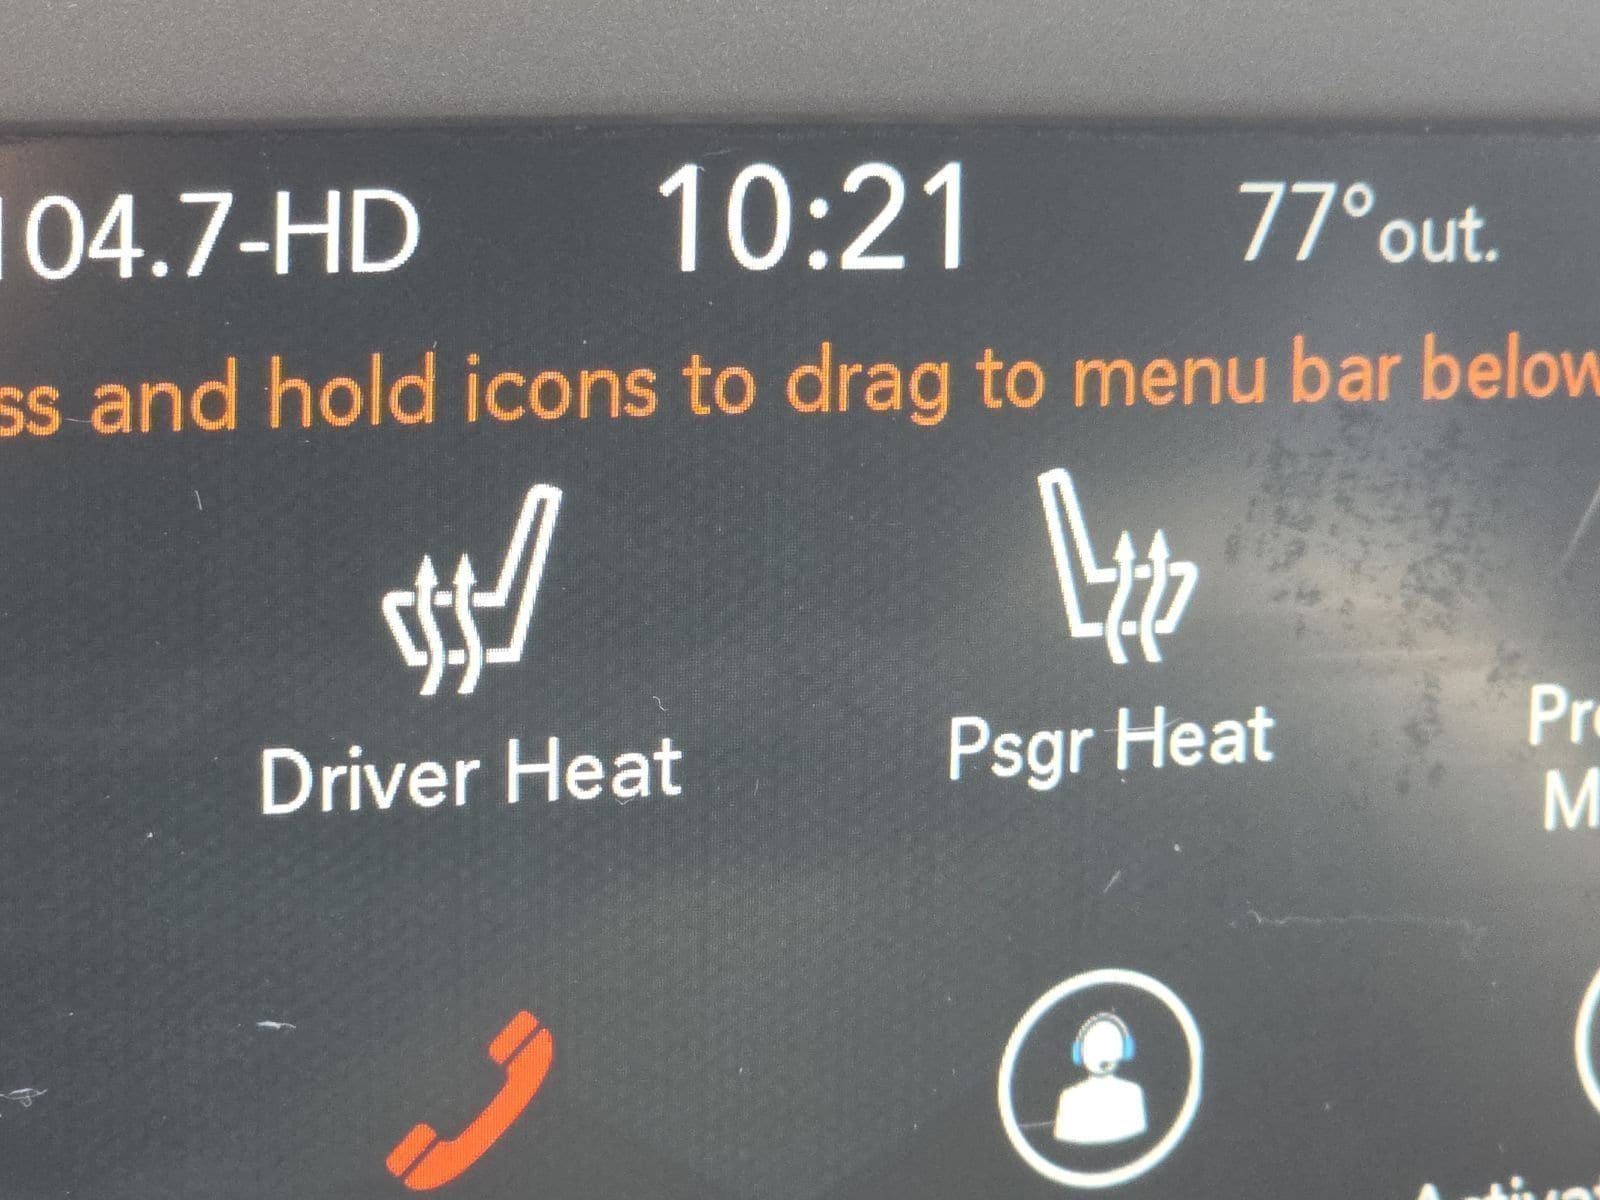 104.7-HD 10:21 77° out.
and hold icons to drag to menu bar below
Driver Heat
Psgr Heat